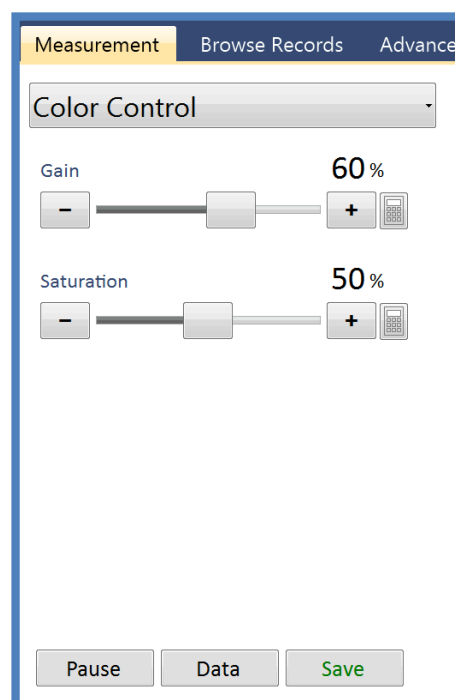 Measurement Browse Records Advance
Color Control
Gain 60 %
- +
Saturation 50 %
- +
Pause Data Save